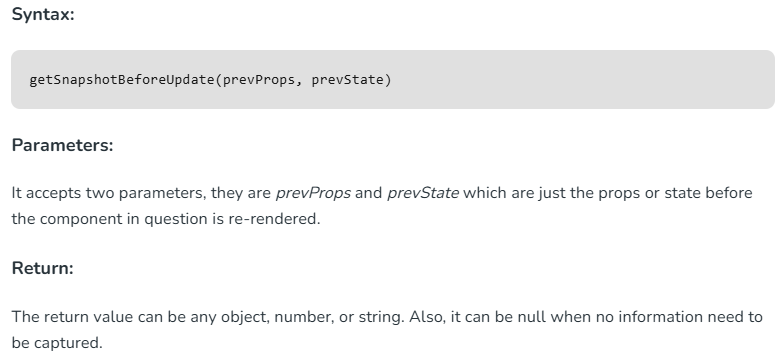 Syntax:
getSnapshotBeforeUpdate(prevProps, prevState)
Parameters:
It accepts two parameters, they are prevProps and prevState which are just the props or state before
the component in question is re-rendered.
Return:
The return value can be any object, number, or string. Also, it can be null when no information need to
be captured.